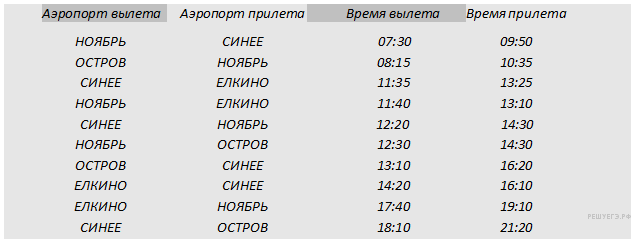 Аэропорт вылета Аэропорт прилета Время вылета Время прилета
НОЯБРЬ СИНЕЕ 07:30 09:50
ОСТРОВ НОЯБРЬ 08:15 10:35
СИНЕЕ ЕЛКИНО 11:35 13:25
НОЯБРЬ ЕЛКИНО 11:40 13:10
СИНЕЕ НОЯБРЬ 12:20 14:30
НОЯБРЬ ОСТРОВ 12:30 14:30
ОСТРОВ СИНЕЕ 13:10 16:20
ЕЛКИНО СИНЕЕ 14:20 16:10
ЕЛКИНО НОЯБРЬ 17:40 19:10
СИНЕЕ ОСТРОВ 18:10 21:20
РЕШУЕГЭ.РФ